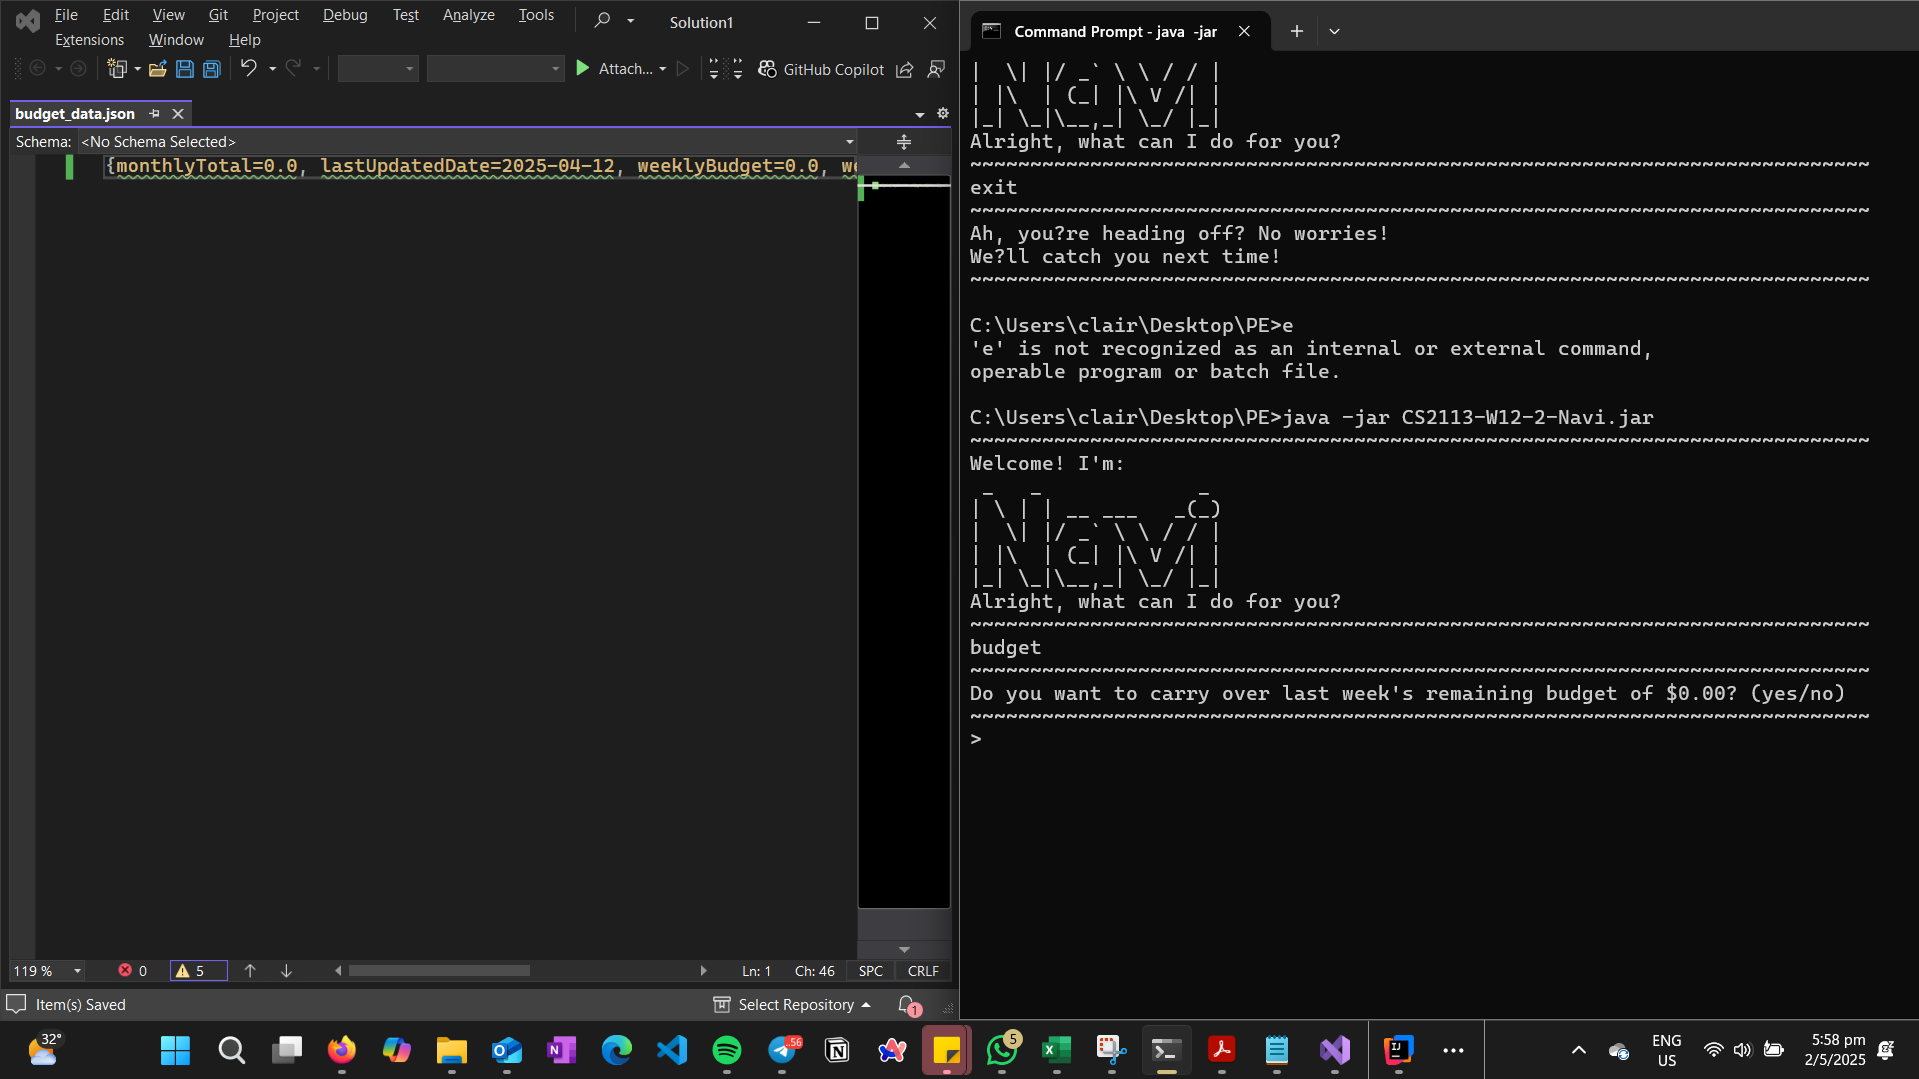 File Edit View Git Project Debug Test Analyze Tools Solution1
Extensions Window Help
Attach... GitHub Copilot
budget_data.json
Schema: <No Schema Selected>
{monthlyTotal=0.0, lastUpdatedDate=2025-04-12, weeklyBudget=0.0, we
119 % 0 5 Ln: 1 Ch: 46 SPC CRLF
Item(s) Saved Select Repository 1
Command Prompt - java -jar
|  \| |/ _` \ \ / / |
| |\  | (_| |\ V /| |
|_| \_|\__,_| \_/ |_|
Alright, what can I do for you?
~~~~~~~~~~~~~~~~~~~~~~~~~~~~~~~~~~~~~~~~~~~~~~~~~~~~~~~~~~~~~~~~~~~~~~~~~~~
exit
~~~~~~~~~~~~~~~~~~~~~~~~~~~~~~~~~~~~~~~~~~~~~~~~~~~~~~~~~~~~~~~~~~~~~~~~~~~
Ah, you?re heading off? No worries!
We?ll catch you next time!
~~~~~~~~~~~~~~~~~~~~~~~~~~~~~~~~~~~~~~~~~~~~~~~~~~~~~~~~~~~~~~~~~~~~~~~~~~~
C:\Users\clair\Desktop\PE>e
'e' is not recognized as an internal or external command,
operable program or batch file.
C:\Users\clair\Desktop\PE>java -jar CS2113-W12-2-Navi.jar
~~~~~~~~~~~~~~~~~~~~~~~~~~~~~~~~~~~~~~~~~~~~~~~~~~~~~~~~~~~~~~~~~~~~~~~~~~~
Welcome! I'm:
 _   _             _
| \ | | __ ___   _(_)
|  \| |/ _` \ \ / / |
| |\  | (_| |\ V /| |
|_| \_|\__,_| \_/ |_|
Alright, what can I do for you?
~~~~~~~~~~~~~~~~~~~~~~~~~~~~~~~~~~~~~~~~~~~~~~~~~~~~~~~~~~~~~~~~~~~~~~~~~~~
budget
~~~~~~~~~~~~~~~~~~~~~~~~~~~~~~~~~~~~~~~~~~~~~~~~~~~~~~~~~~~~~~~~~~~~~~~~~~~
Do you want to carry over last week's remaining budget of $0.00? (yes/no)
~~~~~~~~~~~~~~~~~~~~~~~~~~~~~~~~~~~~~~~~~~~~~~~~~~~~~~~~~~~~~~~~~~~~~~~~~~~
>
32° 56 5 ENG 5:58 pm
US 2/5/2025